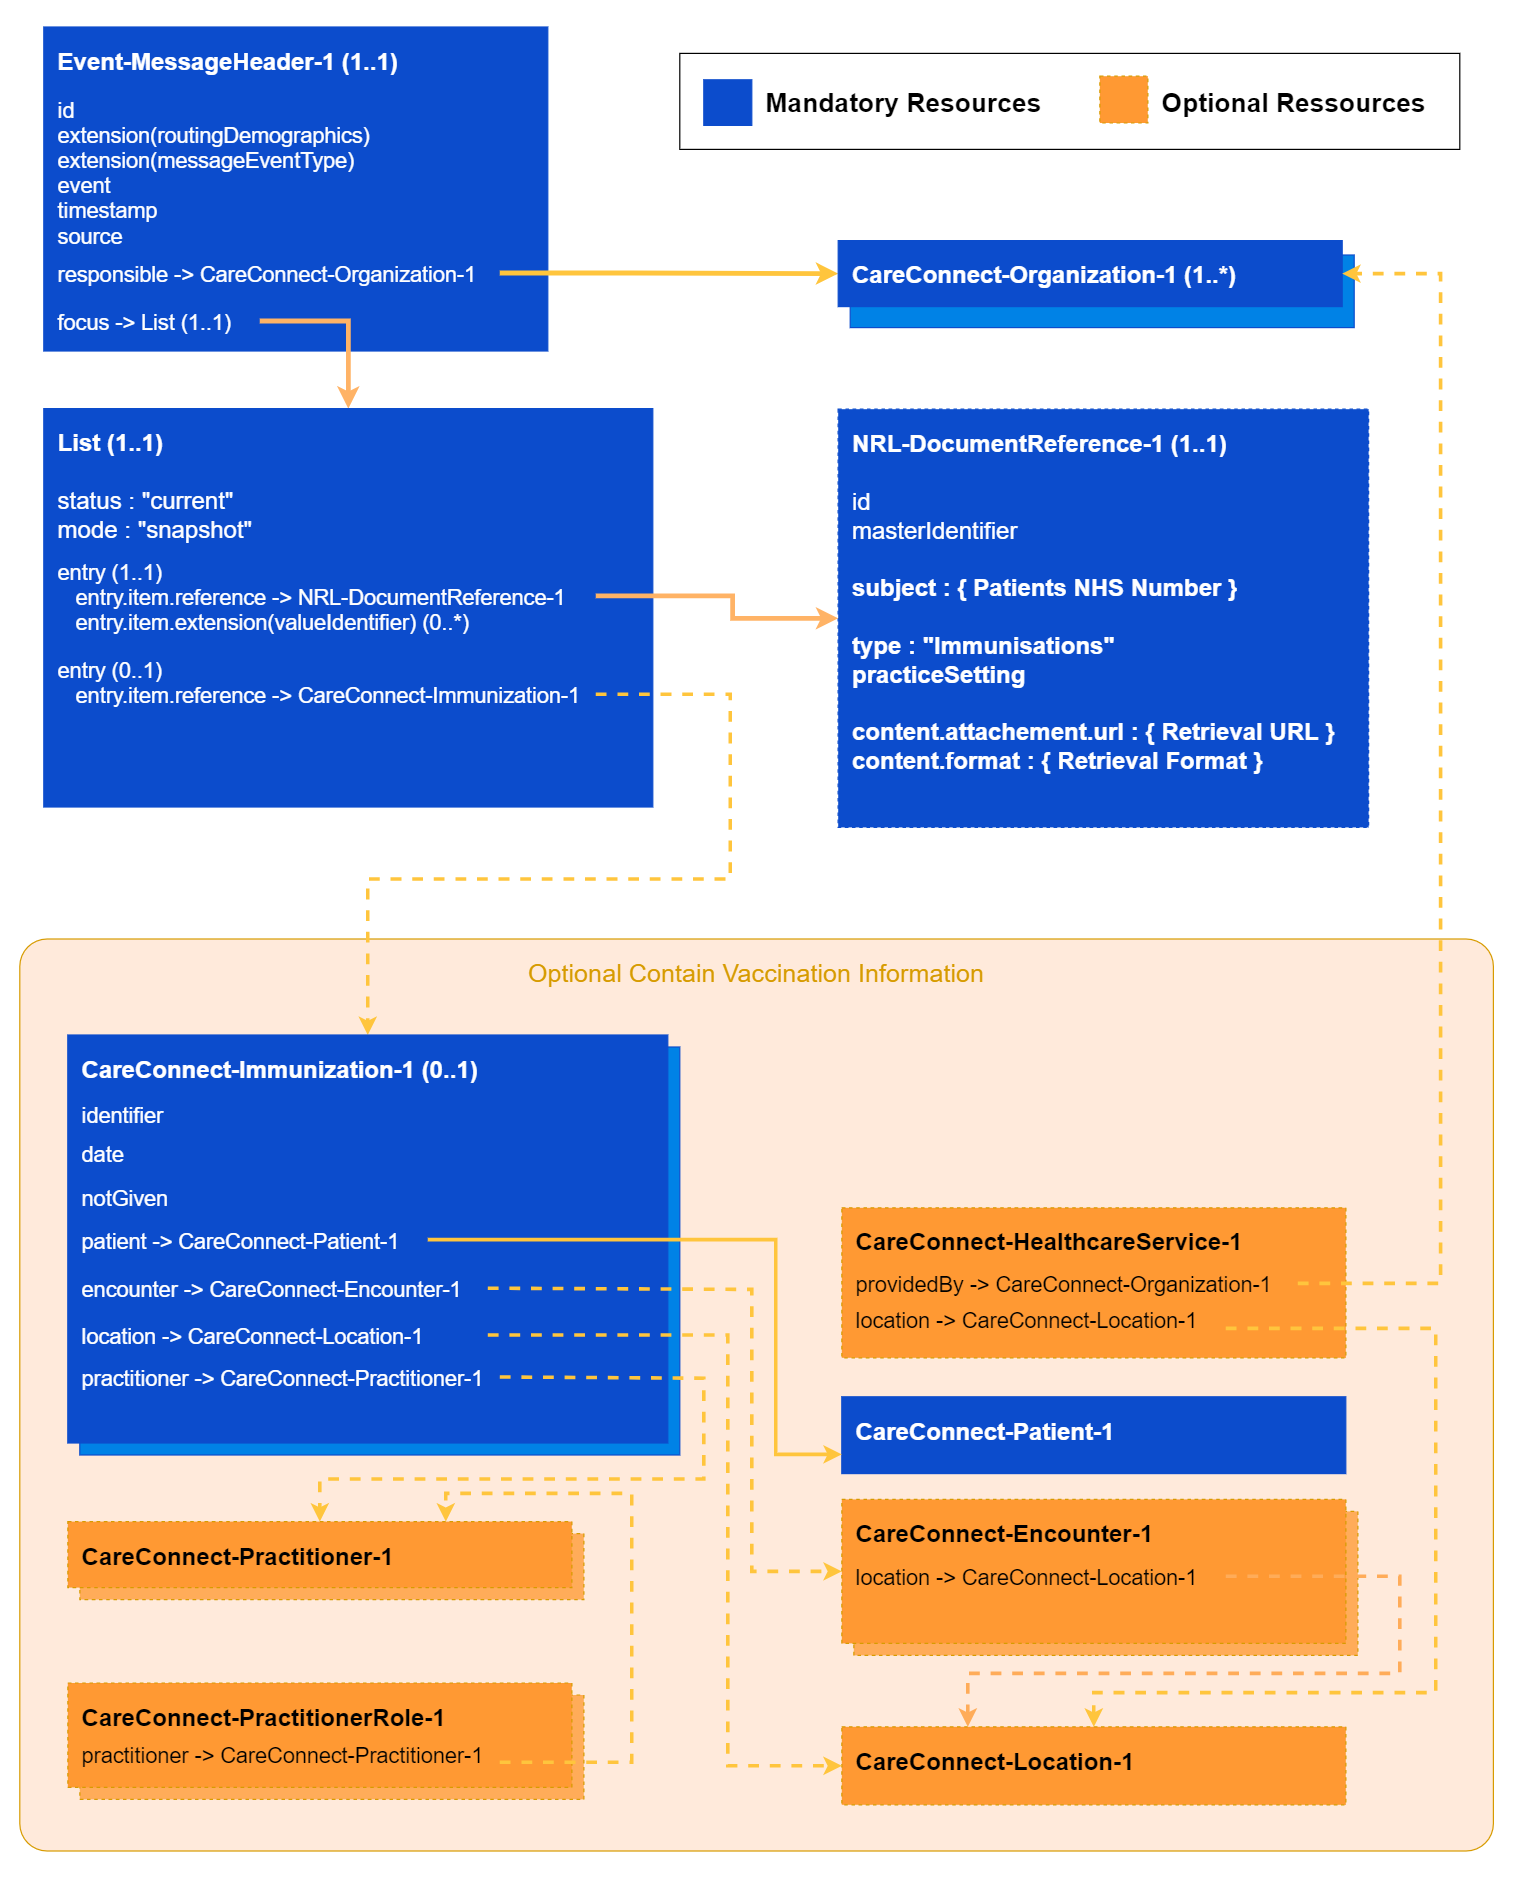 Event-MessageHeader-1 (1..1)
id
extension(routingDemographics)
extension(messageEventType)
event
timestamp
source
responsible -> CareConnect-Organization-1
focus -> List (1..1)
Mandatory Resources
Optional Ressources
CareConnect-Organization-1 (1..*)
List (1..1)
status : "current"
mode : "snapshot"
entry (1..1)
entry.item.reference -> NRL-DocumentReference-1
entry.item.extension(valueIdentifier) (0..*)
entry (0..1)
entry.item.reference -> CareConnect-Immunization-1
NRL-DocumentReference-1 (1..1)
id
masterIdentifier
subject : { Patients NHS Number }
type : "Immunisations"
practiceSetting
content.attachement.url : { Retrieval URL }
content.format : { Retrieval Format }
Optional Contain Vaccination Information
CareConnect-Immunization-1 (0..1)
identifier
date
notGiven
patient -> CareConnect-Patient-1
encounter -> CareConnect-Encounter-1
location -> CareConnect-Location-1
practitioner -> CareConnect-Practitioner-1
CareConnect-HealthcareService-1
providedBy -> CareConnect-Organization-1
location -> CareConnect-Location-1
CareConnect-Patient-1
CareConnect-Practitioner-1
CareConnect-Encounter-1
location -> CareConnect-Location-1
CareConnect-PractitionerRole-1
practitioner -> CareConnect-Practitioner-1
CareConnect-Location-1